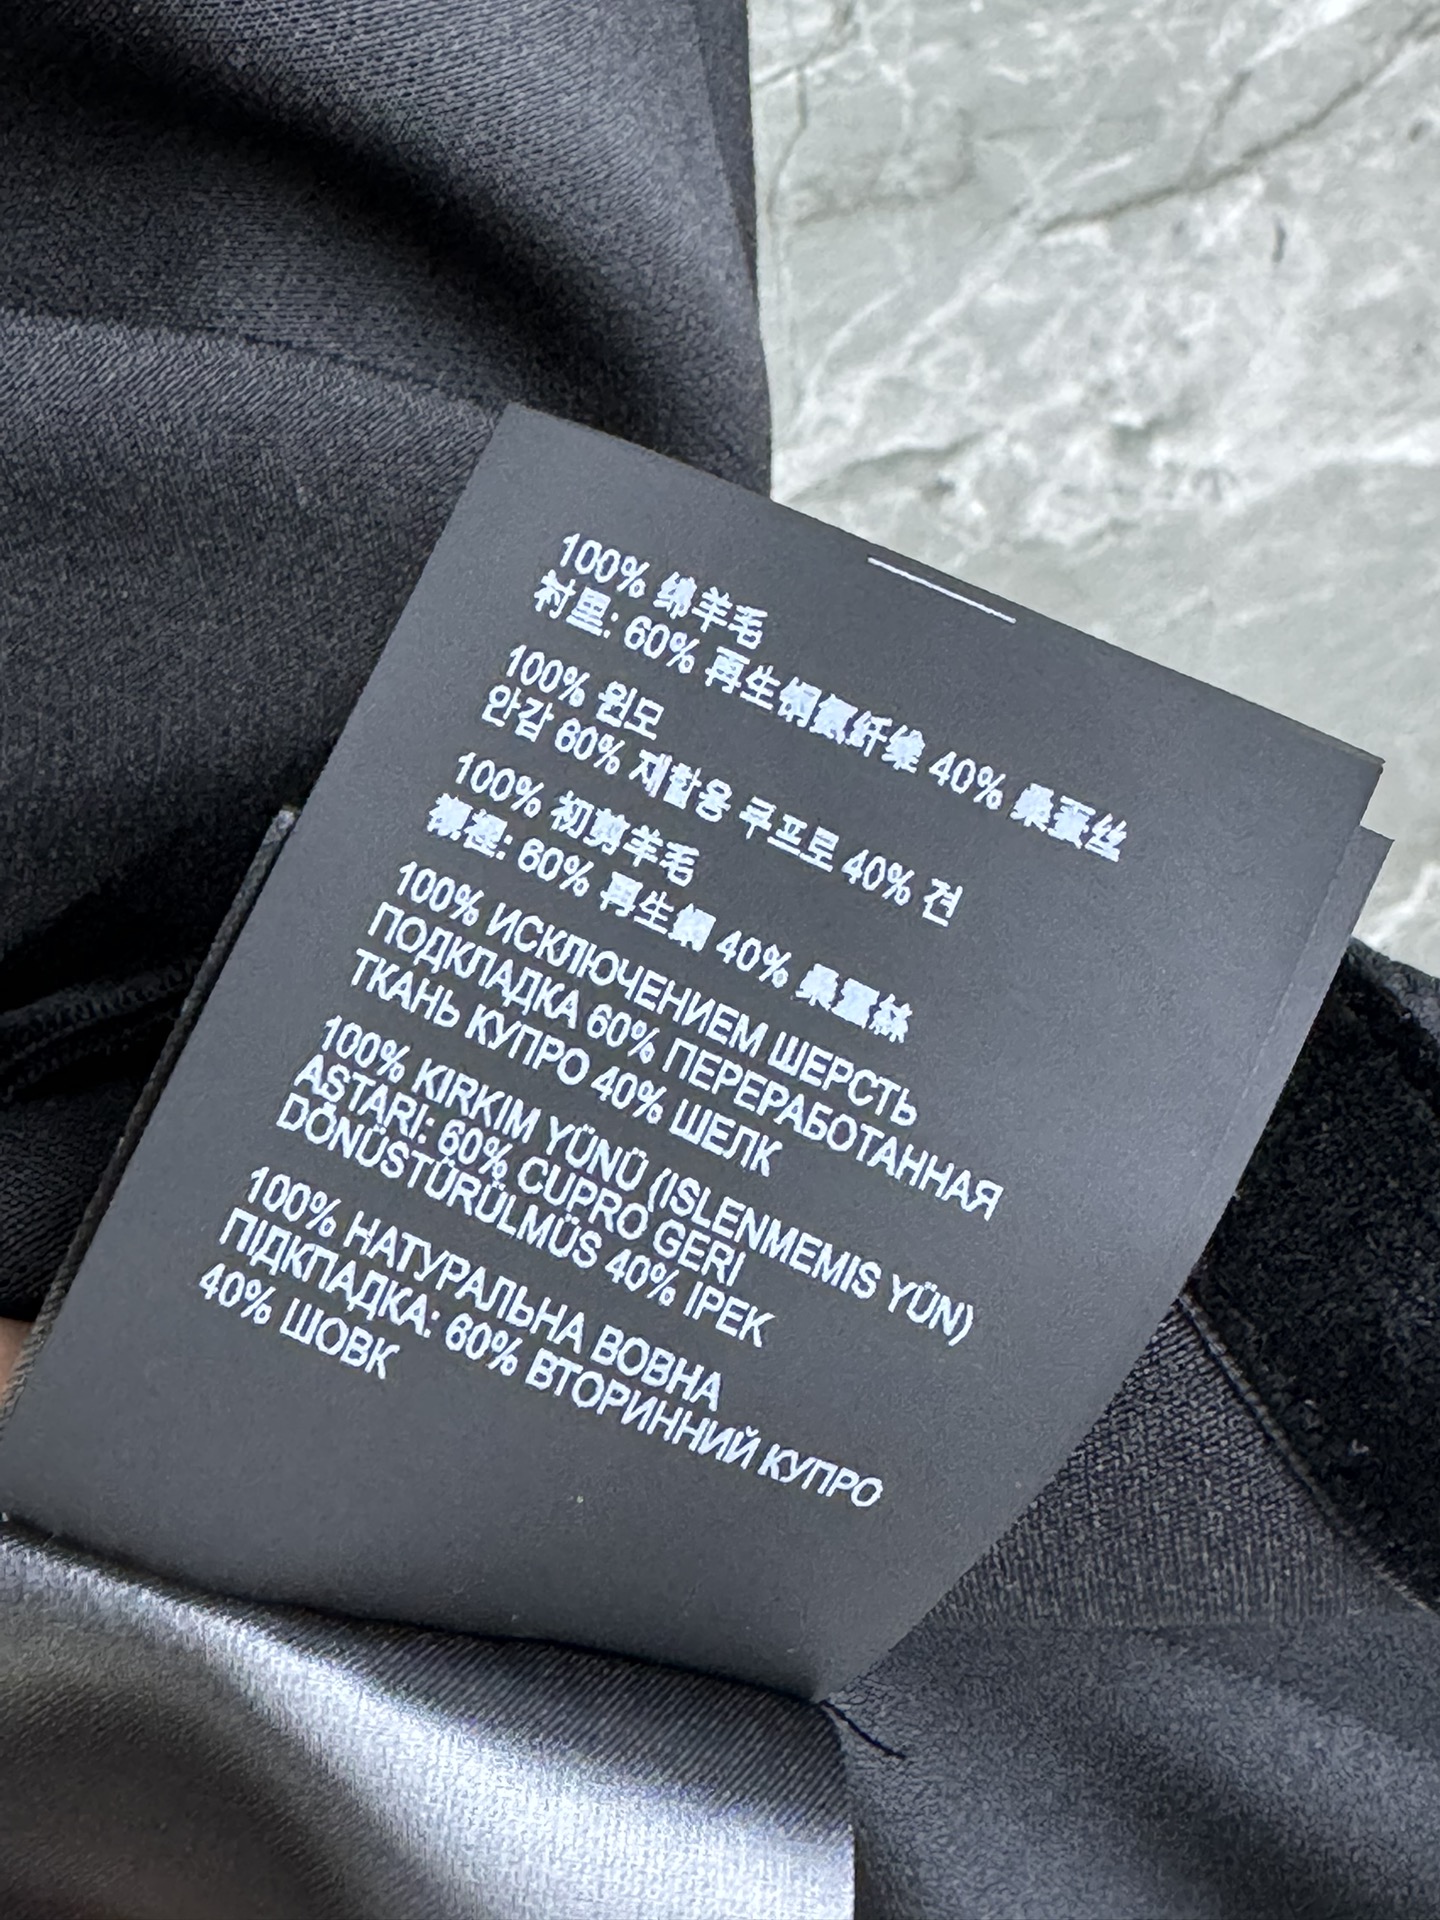 100% 绵羊毛
衬里: 60% 再生铜氨纤维 40% 桑蚕丝
100% 원모
안감 60% 재활용 쿠프로 40% 견
100% 初剪羊毛
襯裡: 60% 再生銅 40% 桑蠶絲
100% ИСКЛЮЧЕНИЕМ ШЕРСТЬ
ПОДКЛАДКА 60% ПЕРЕРАБОТАННАЯ
ТКАНЬ КУПРО 40% ШЕЛК
100% KIRKIM YÜNÜ (ISLENMEMIS YÜN)
ASTARI: 60% CUPRO GERI
DÖNÜSTÜRÜLMÜS 40% IPEK
100% НАТУРАЛЬНА ВОВНА
ПІДКПАДКА: 60% ВТОРИННИЙ КУПРО
40% ШОВК